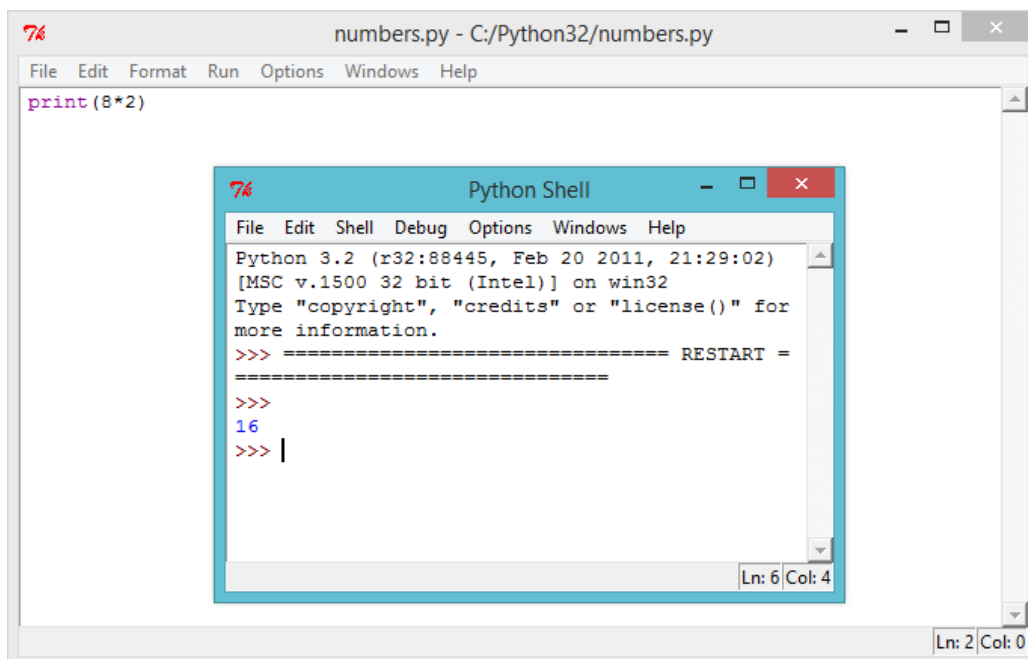 numbers.py - C:/Python32/numbers.py
File Edit Format Run Options Windows Help
print(8*2)
Python Shell
File Edit Shell Debug Options Windows Help
Python 3.2 (r32:88445, Feb 20 2011, 21:29:02)
[MSC v.1500 32 bit (Intel)] on win32
Type "copyright", "credits" or "license()" for
more information.
>>> ================================ RESTART =
===============================
>>>
16
>>>
Ln: 6 Col: 4
Ln: 2 Col: 0